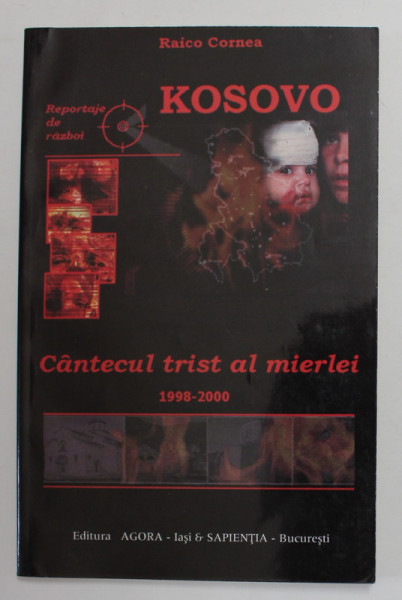 Raico Cornea
KOSOVO
Reportaje
de
război
Cântecul trist al mierlei
1998-2000
Editura AGORA - Iași & SAPIENȚIA - București